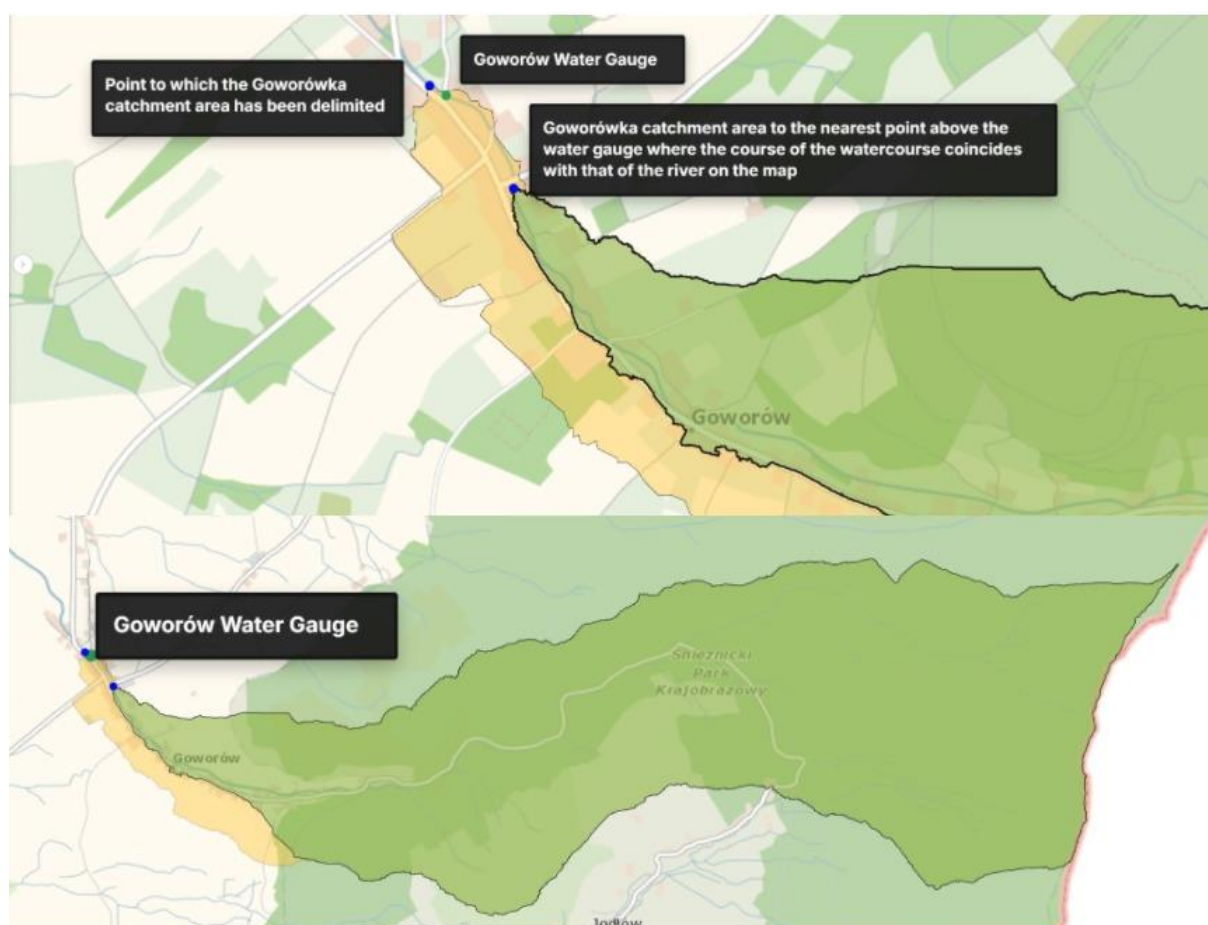 Goworów Water Gauge
Point to which the Goworówka
catchment area has been delimited
Goworówka catchment area to the nearest point above the
water gauge where the course of the watercourse coincides
with that of the river on the map
Goworów
Goworów Water Gauge
Śnieżnicki
Park
Krajobrazowy
Goworów
Jodłów